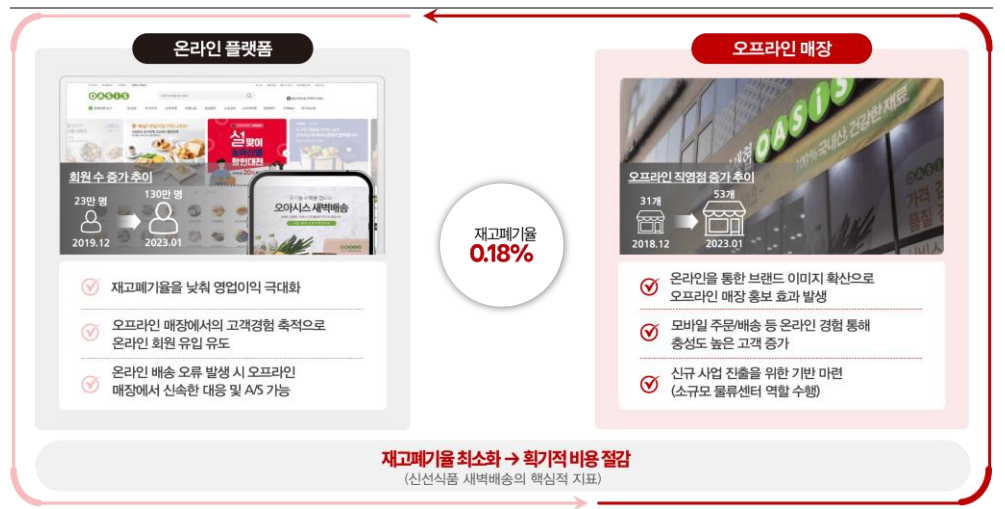 온라인 플랫폼
OASIS
설맞이
농축산물
할인대전
회원 수 증가 추이
23만 명
130만 명
2019.12
2023.01
오아시스 새벽배송
재고폐기율을 낮춰 영업이익 극대화
오프라인 매장에서의 고객경험 축적으로
온라인 회원 유입 유도
온라인 배송 오류 발생 시 오프라인
매장에서 신속한 대응 및 A/S 가능
재고폐기율
0.18%
오프라인 매장
OASIS
100% 국내산, 건강한 재료
오프라인 직영점 증가 추이
31개
53개
2018.12
2023.01
온라인을 통한 브랜드 이미지 확산으로
오프라인 매장 홍보 효과 발생
모바일 주문/배송 등 온라인 경험 통해
충성도 높은 고객 증가
신규 사업 진출을 위한 기반 마련
(소규모 물류센터 역할 수행)
재고폐기율 최소화 → 획기적 비용 절감
(신선식품 새벽배송의 핵심적 지표)